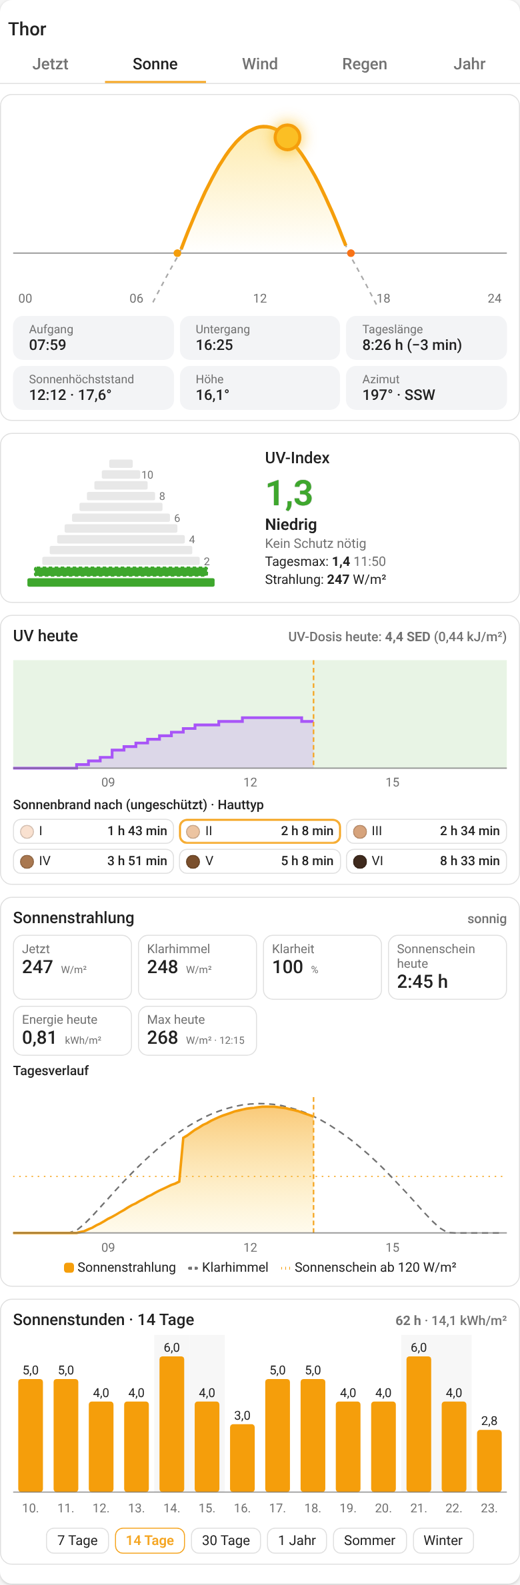 Thor
Jetzt Sonne Wind Regen Jahr
00 06 12 18 24
Aufgang Untergang Tageslänge
07:59 16:25 8:26 h (−3 min)
Sonnenhöchststand Höhe Azimut
12:12 · 17,6° 16,1° 197° · SSW
UV-Index
10
8
6
4
2
1,3
Niedrig
Kein Schutz nötig
Tagesmax: 1,4 11:50
Strahlung: 247 W/m²
UV heute UV-Dosis heute: 4,4 SED (0,44 kJ/m²)
09 12 15
Sonnenbrand nach (ungeschützt) · Hauttyp
I 1 h 43 min II 2 h 8 min III 2 h 34 min
IV 3 h 51 min V 5 h 8 min VI 8 h 33 min
Sonnenstrahlung sonnig
Jetzt
247 W/m²
Klarhimmel
248 W/m²
Klarheit
100 %
Sonnenschein
heute
2:45 h
Energie heute
0,81 kWh/m²
Max heute
268 W/m² · 12:15
Tagesverlauf
09 12 15
Sonnenstrahlung Klarhimmel Sonnenschein ab 120 W/m²
Sonnenstunden · 14 Tage 62 h · 14,1 kWh/m²
5,0 5,0 4,0 4,0 6,0 4,0 3,0 5,0 5,0 4,0 4,0 6,0 4,0 2,8
10. 11. 12. 13. 14. 15. 16. 17. 18. 19. 20. 21. 22. 23.
7 Tage 14 Tage 30 Tage 1 Jahr Sommer Winter